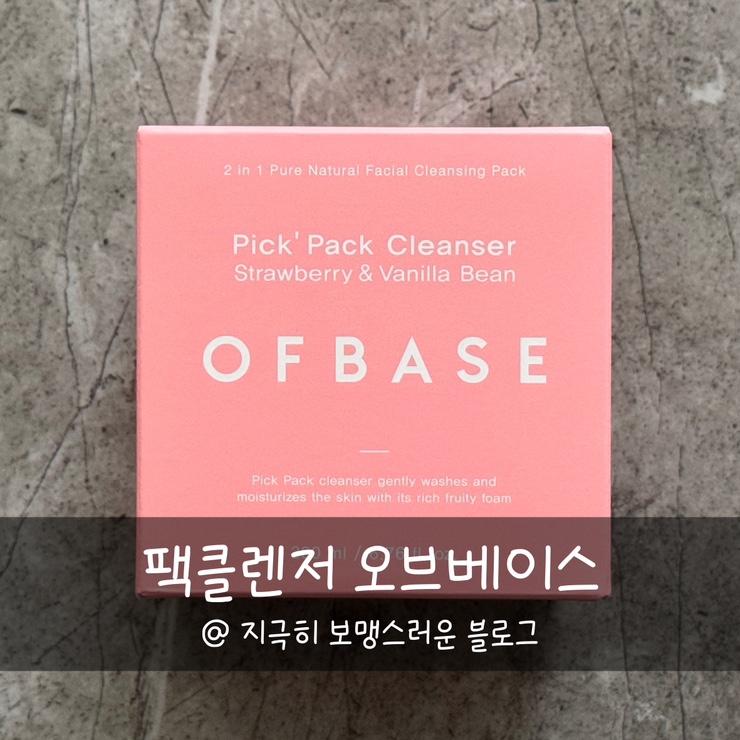 2 in 1 Pure Natural Facial Cleansing Pack
Pick' Pack Cleanser
Strawberry & Vanilla Bean
OFBASE
Pick Pack cleanser gently washes and
moisturizes the skin with its rich fruity foam
팩클렌저 오브베이스
@ 지극히 보맹스러운 블로그